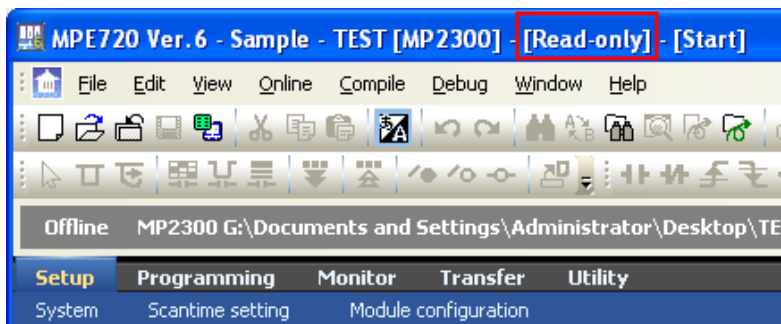 MPE720 Ver.6 - Sample - TEST [MP2300] - [Read-only] - [Start]
File Edit View Online Compile Debug Window Help
Offline MP2300 G:\Documents and Settings\Administrator\Desktop\TE
Setup Programming Monitor Transfer Utility
System Scantime setting Module configuration